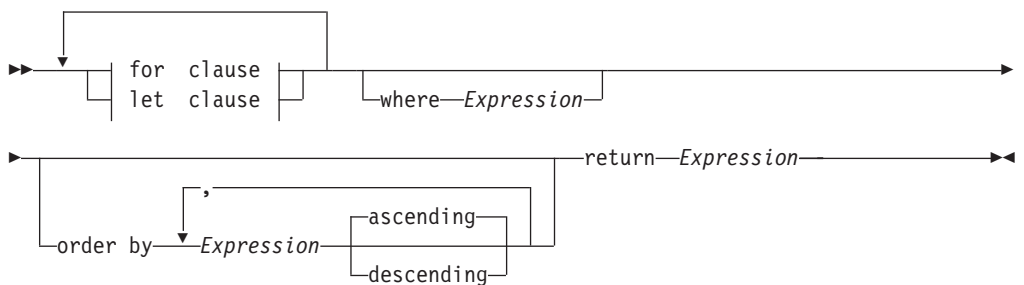 for clause
let clause
where Expression
return Expression
,
order by Expression
ascending
descending